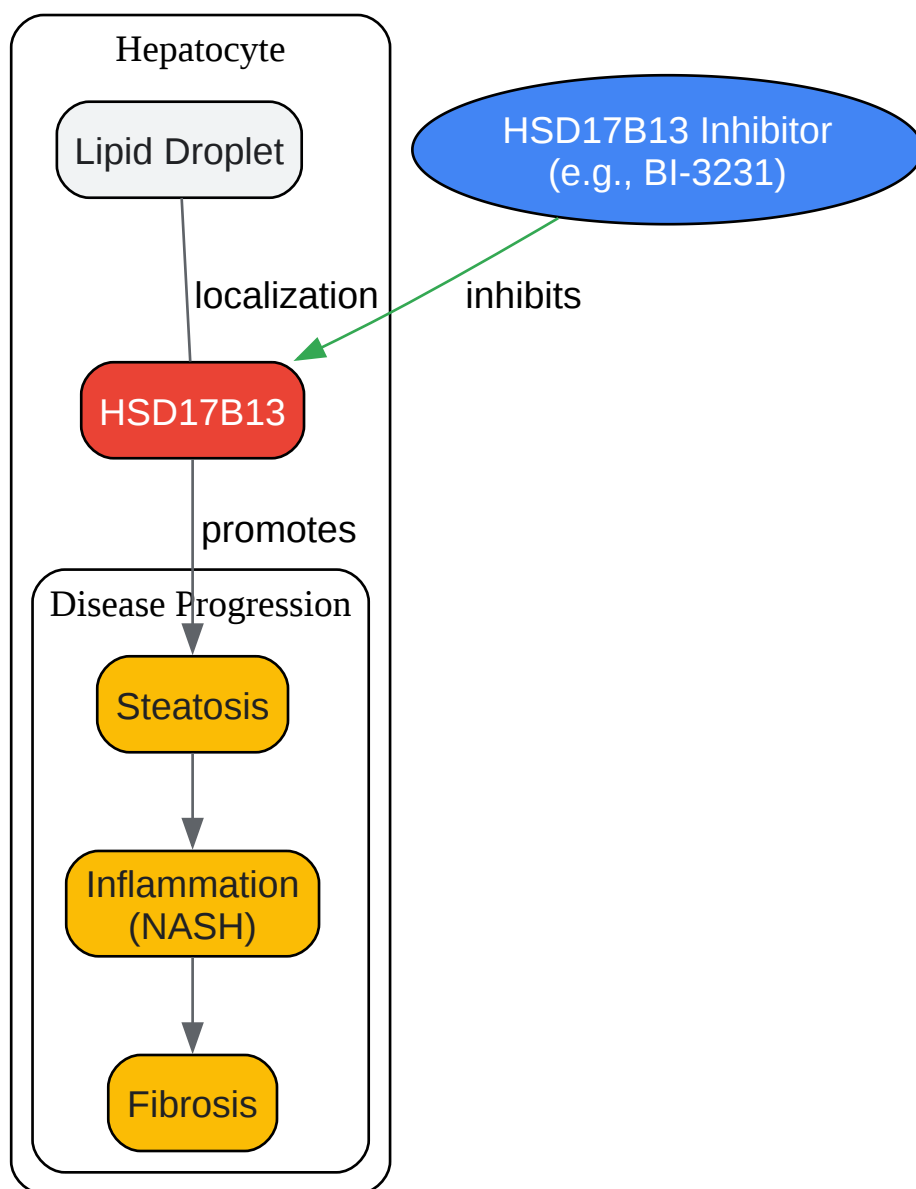 Hepatocyte
Lipid Droplet
HSD17B13 Inhibitor
(e.g., BI-3231)
localization
inhibits
HSD17B13
promotes
Disease Progression
Steatosis
Inflammation
(NASH)
Fibrosis